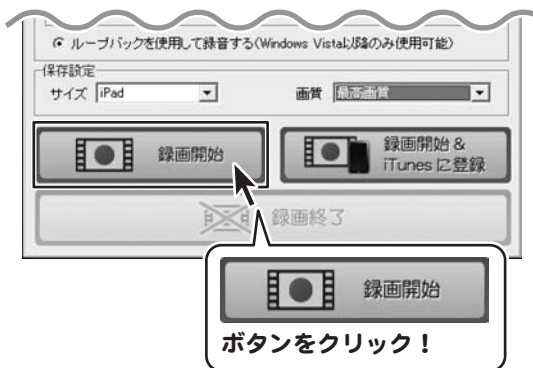 ループバックを使用して録音する(Windows Vista以降のみ使用可能)
保存設定
サイズ iPad 画質 最高画質
録画開始
録画開始 &
iTunes に登録
録画終了
録画開始
ボタンをクリック！